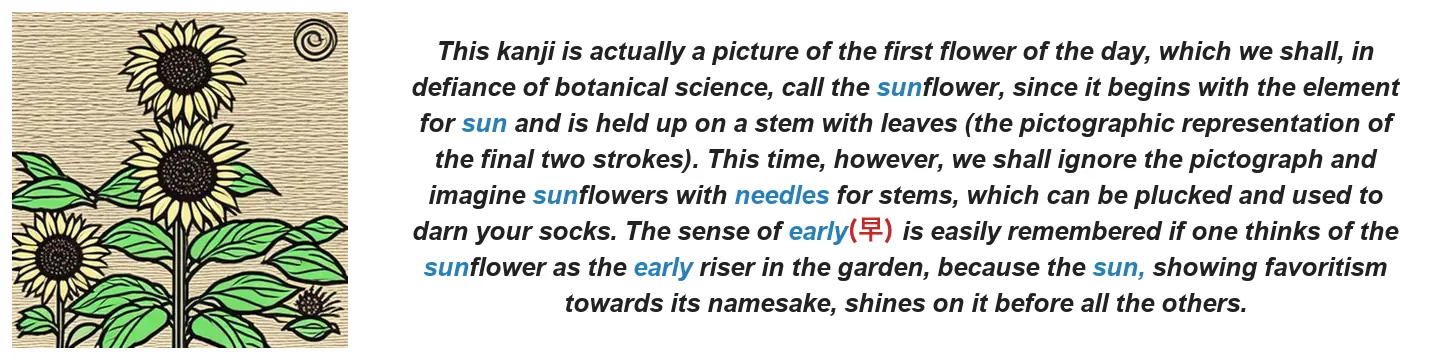 This kanji is actually a picture of the first flower of the day, which we shall, in
defiance of botanical science, call the sunflower, since it begins with the element
for sun and is held up on a stem with leaves (the pictographic representation of
the final two strokes). This time, however, we shall ignore the pictograph and
imagine sunflowers with needles for stems, which can be plucked and used to
darn your socks. The sense of early(早) is easily remembered if one thinks of the
sunflower as the early riser in the garden, because the sun, showing favoritism
towards its namesake, shines on it before all the others.